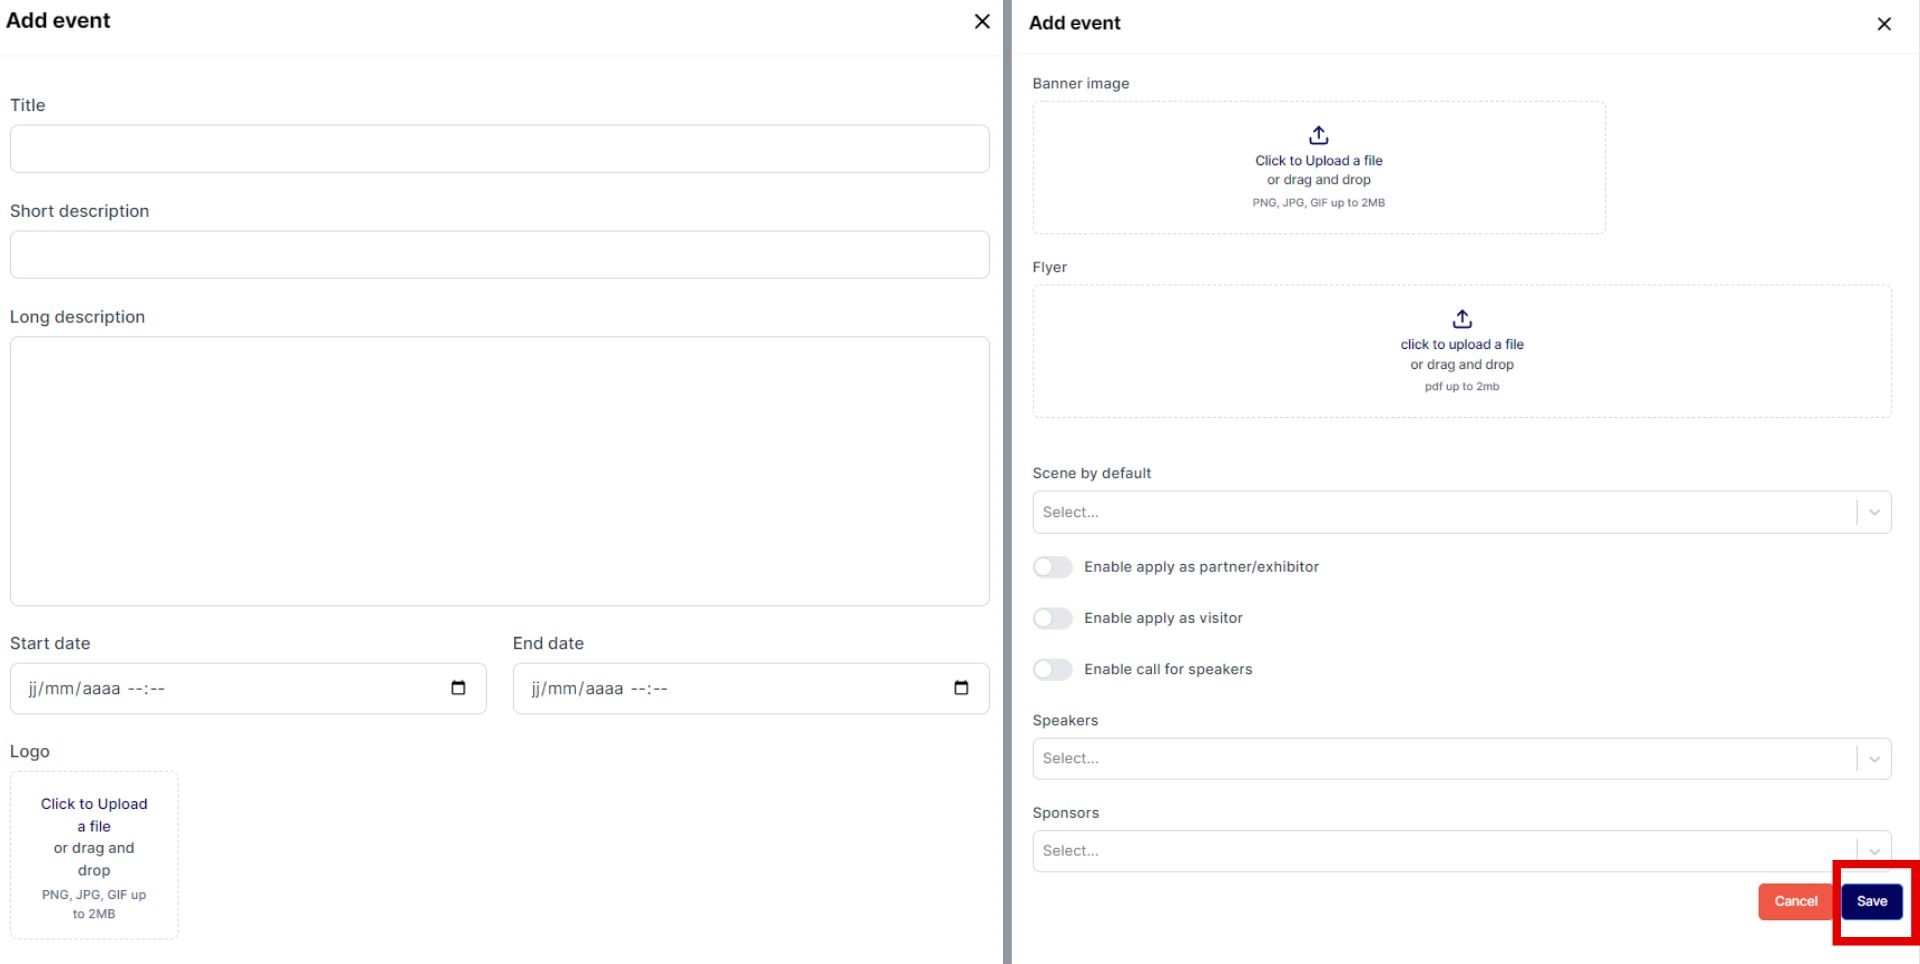 Add event
Title
Short description
Long description
Start date
End date
jj/mm/aaaa --:--
jj/mm/aaaa --:--
Logo
Click to Upload
a file
or drag and
drop
PNG, JPG, GIF up
to 2MB
Add event
Banner image
Click to Upload a file
or drag and drop
PNG, JPG, GIF up to 2MB
Flyer
click to upload a file
or drag and drop
pdf up to 2mb
Scene by default
Select...
Enable apply as partner/exhibitor
Enable apply as visitor
Enable call for speakers
Speakers
Select...
Sponsors
Select...
Cancel
Save